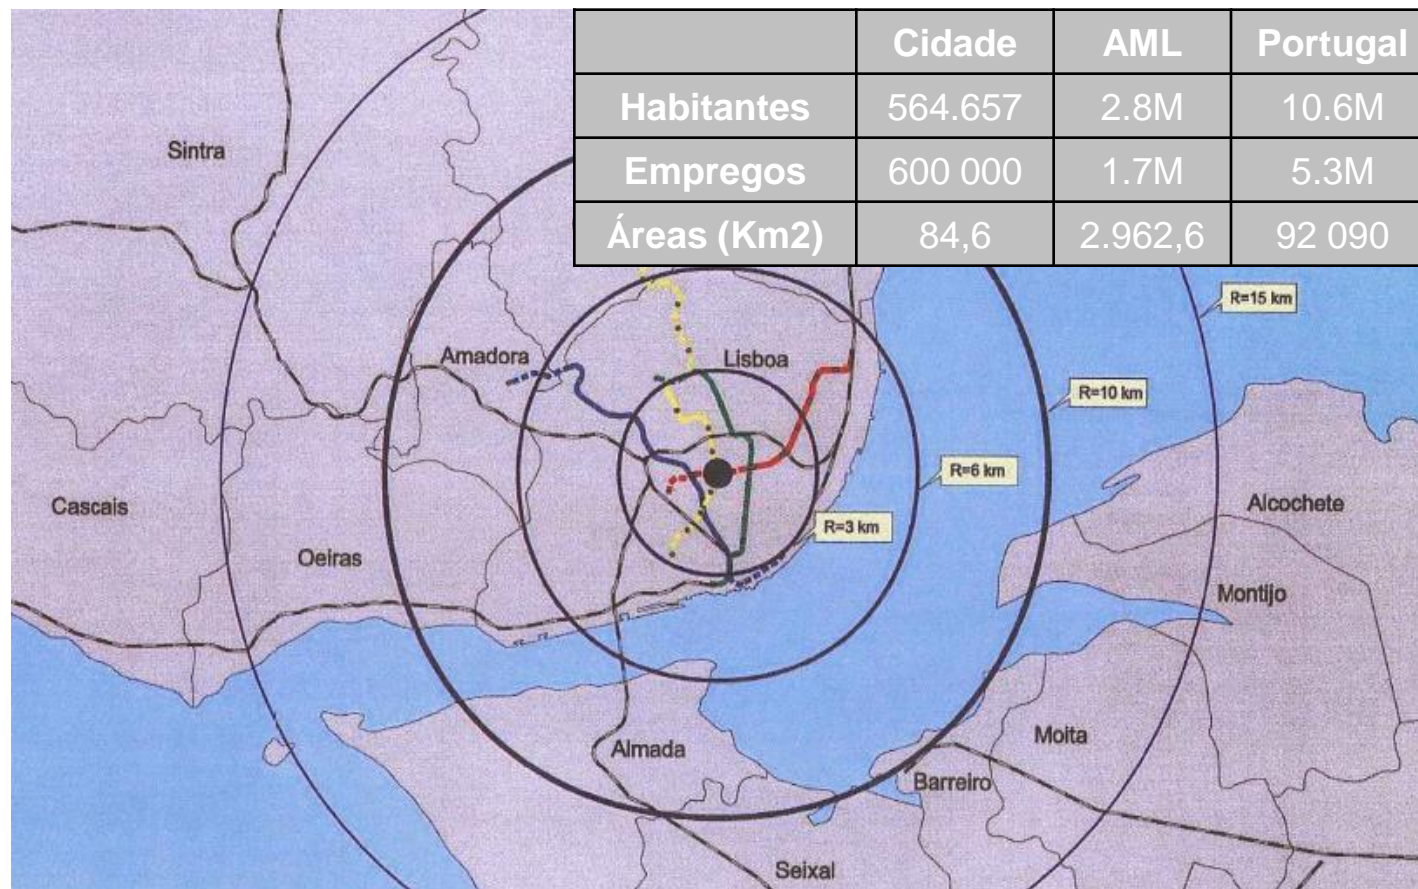 Cidade AML Portugal
Habitantes 564.657 2.8M 10.6M
Empregos 600 000 1.7M 5.3M
Áreas (Km2) 84,6 2.962,6 92 090
Sintra
R=15 km
Amadora
Lisboa
R=10 km
R=6 km
Cascais
Alcochete
R=3 km
Oeiras
Montijo
Moita
Almada
Barreiro
Seixal